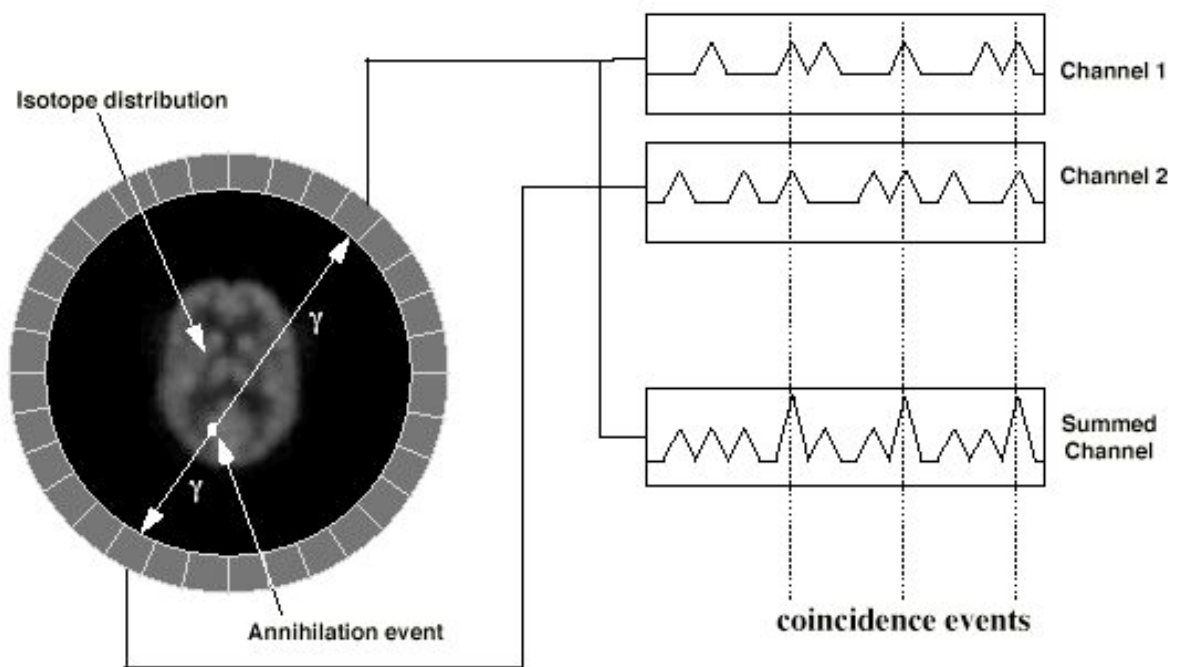 Isotope distribution
γ
γ
Annihilation event
Channel 1
Channel 2
Summed
Channel
coincidence events